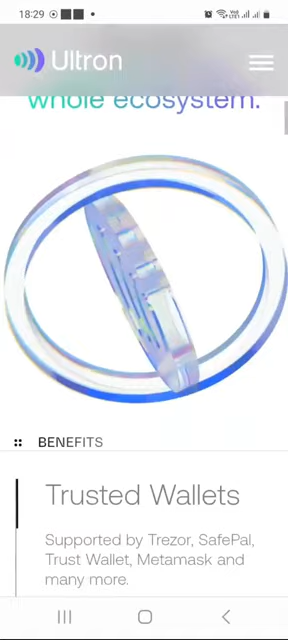 18:29
Ultron
whole ecosystem.
BENEFITS
Trusted Wallets
Supported by Trezor, SafePal,
Trust Wallet, Metamask and
many more.